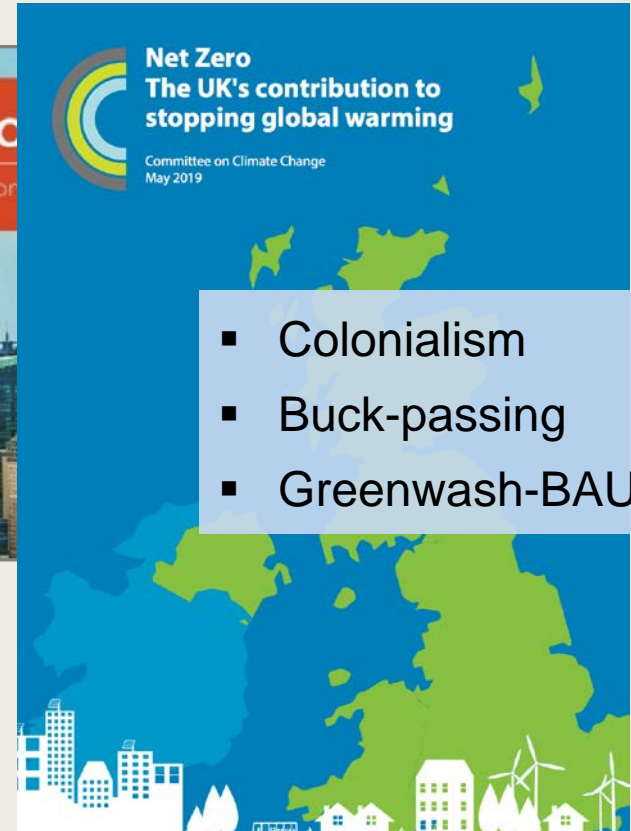 Net Zero
The UK's contribution to
stopping global warming
Committee on Climate Change
May 2019
▪ Colonialism
▪ Buck-passing
▪ Greenwash-BAU